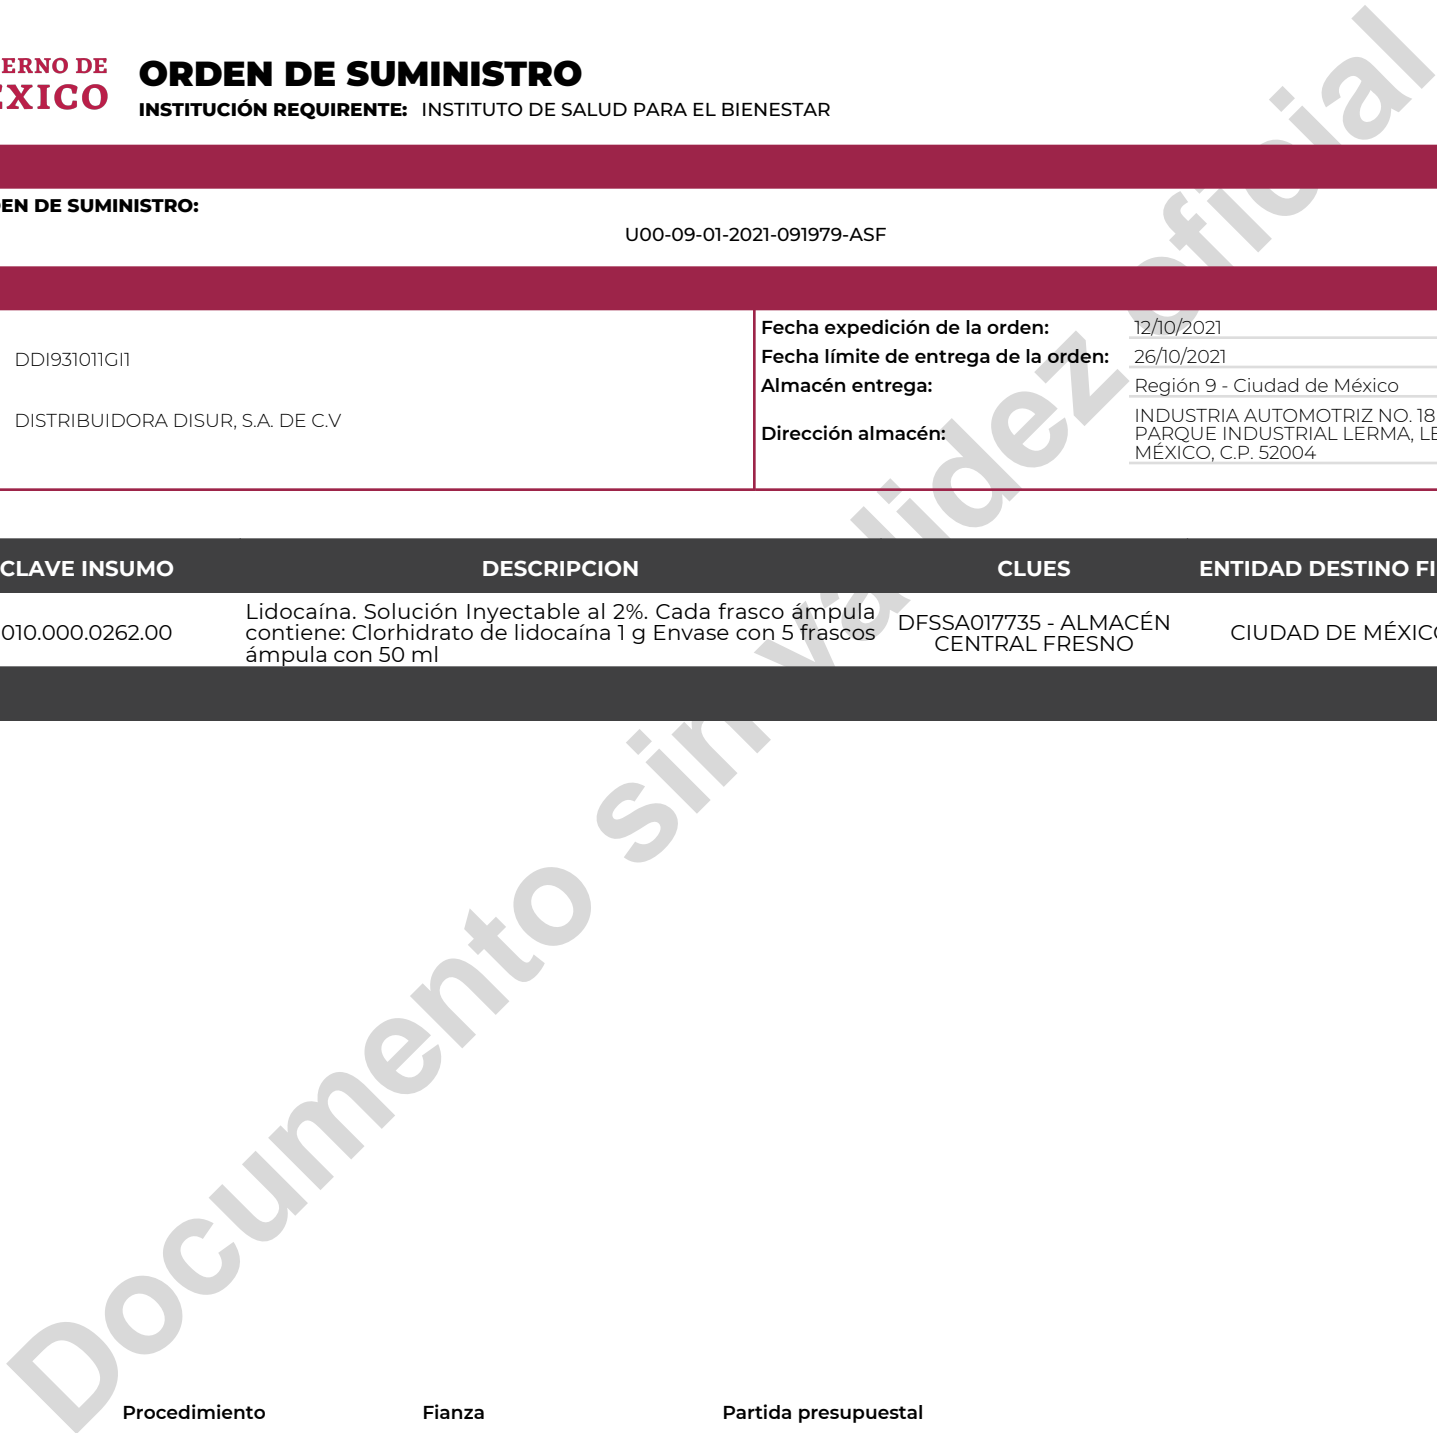 ERNO DE
ÉXICO
ORDEN DE SUMINISTRO
INSTITUCIÓN REQUIRENTE: INSTITUTO DE SALUD PARA EL BIENESTAR
EN DE SUMINISTRO:
U00-09-01-2021-091979-ASF
DDI931011GI1
DISTRIBUIDORA DISUR, S.A. DE C.V
Fecha expedición de la orden: 12/10/2021
Fecha límite de entrega de la orden: 26/10/2021
Almacén entrega: Región 9 - Ciudad de México
Dirección almacén:
INDUSTRIA AUTOMOTRIZ NO. 18
PARQUE INDUSTRIAL LERMA, LE
MÉXICO, C.P. 52004
CLAVE INSUMO DESCRIPCION CLUES ENTIDAD DESTINO FI
010.000.0262.00
Lidocaína. Solución Inyectable al 2%. Cada frasco ámpula
contiene: Clorhidrato de lidocaína 1 g Envase con 5 frascos
ámpula con 50 ml
DFSSA017735 - ALMACÉN
CENTRAL FRESNO
CIUDAD DE MÉXICO
Documento sin validez oficial
Procedimiento Fianza Partida presupuestal